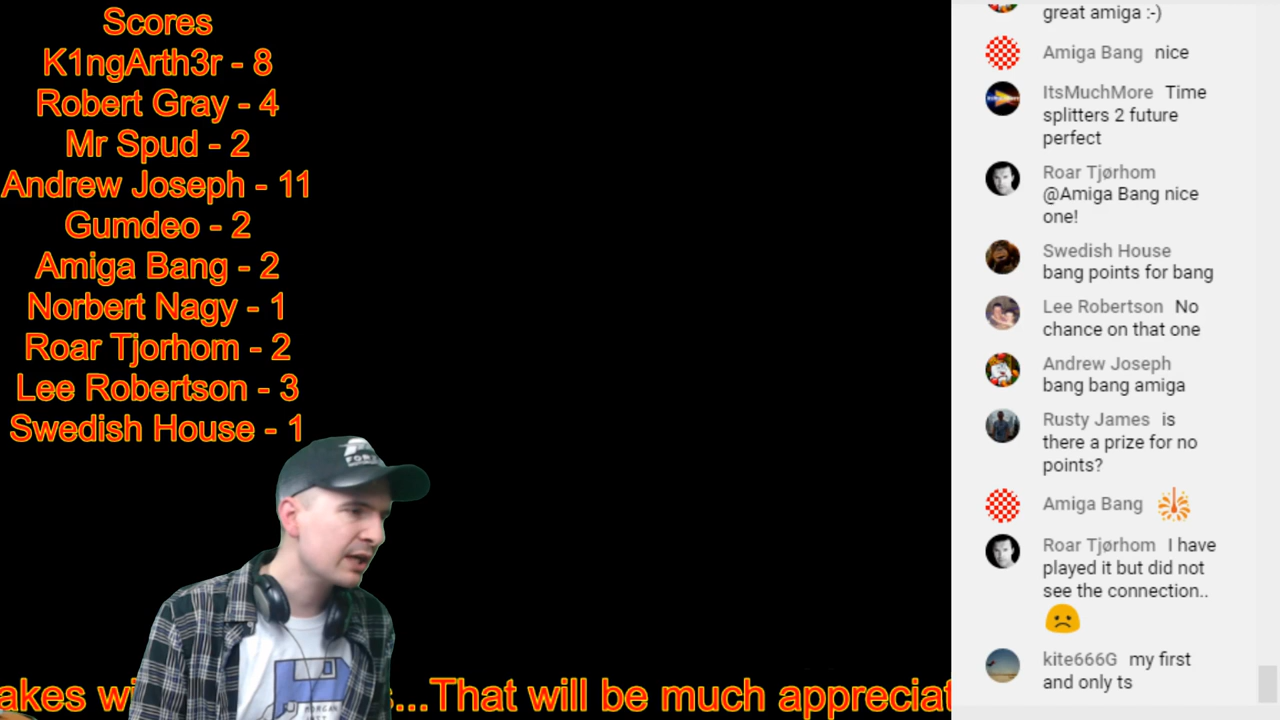 Scores
K1ngArth3r - 8
Robert Gray - 4
Mr Spud - 2
Andrew Joseph - 11
Gumdeo - 2
Amiga Bang - 2
Norbert Nagy - 1
Roar Tjorhom - 2
Lee Robertson - 3
Swedish House - 1
akes wi s...That will be much appreciat
great amiga :-)
Amiga Bang nice
ItsMuchMore Time
splitters 2 future
perfect
Roar Tjørhom
@Amiga Bang nice
one!
Swedish House
bang points for bang
Lee Robertson No
chance on that one
Andrew Joseph
bang bang amiga
Rusty James is
there a prize for no
points?
Amiga Bang
Roar Tjørhom I have
played it but did not
see the connection..
kite666G my first
and only ts